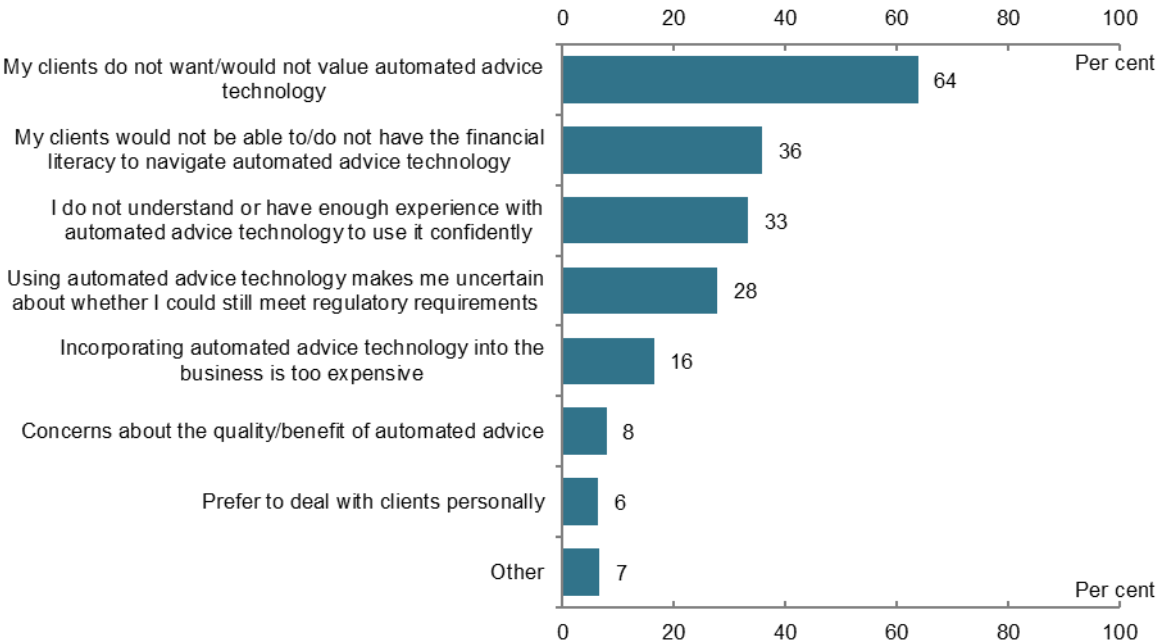 0 20 40 60 80 100
Per cent
My clients do not want/would not value automated advice
technology
64
My clients would not be able to/do not have the financial
literacy to navigate automated advice technology
36
I do not understand or have enough experience with
automated advice technology to use it confidently
33
Using automated advice technology makes me uncertain
about whether I could still meet regulatory requirements
28
Incorporating automated advice technology into the
business is too expensive
16
Concerns about the quality/benefit of automated advice
8
Prefer to deal with clients personally
6
Other
7
Per cent
0 20 40 60 80 100